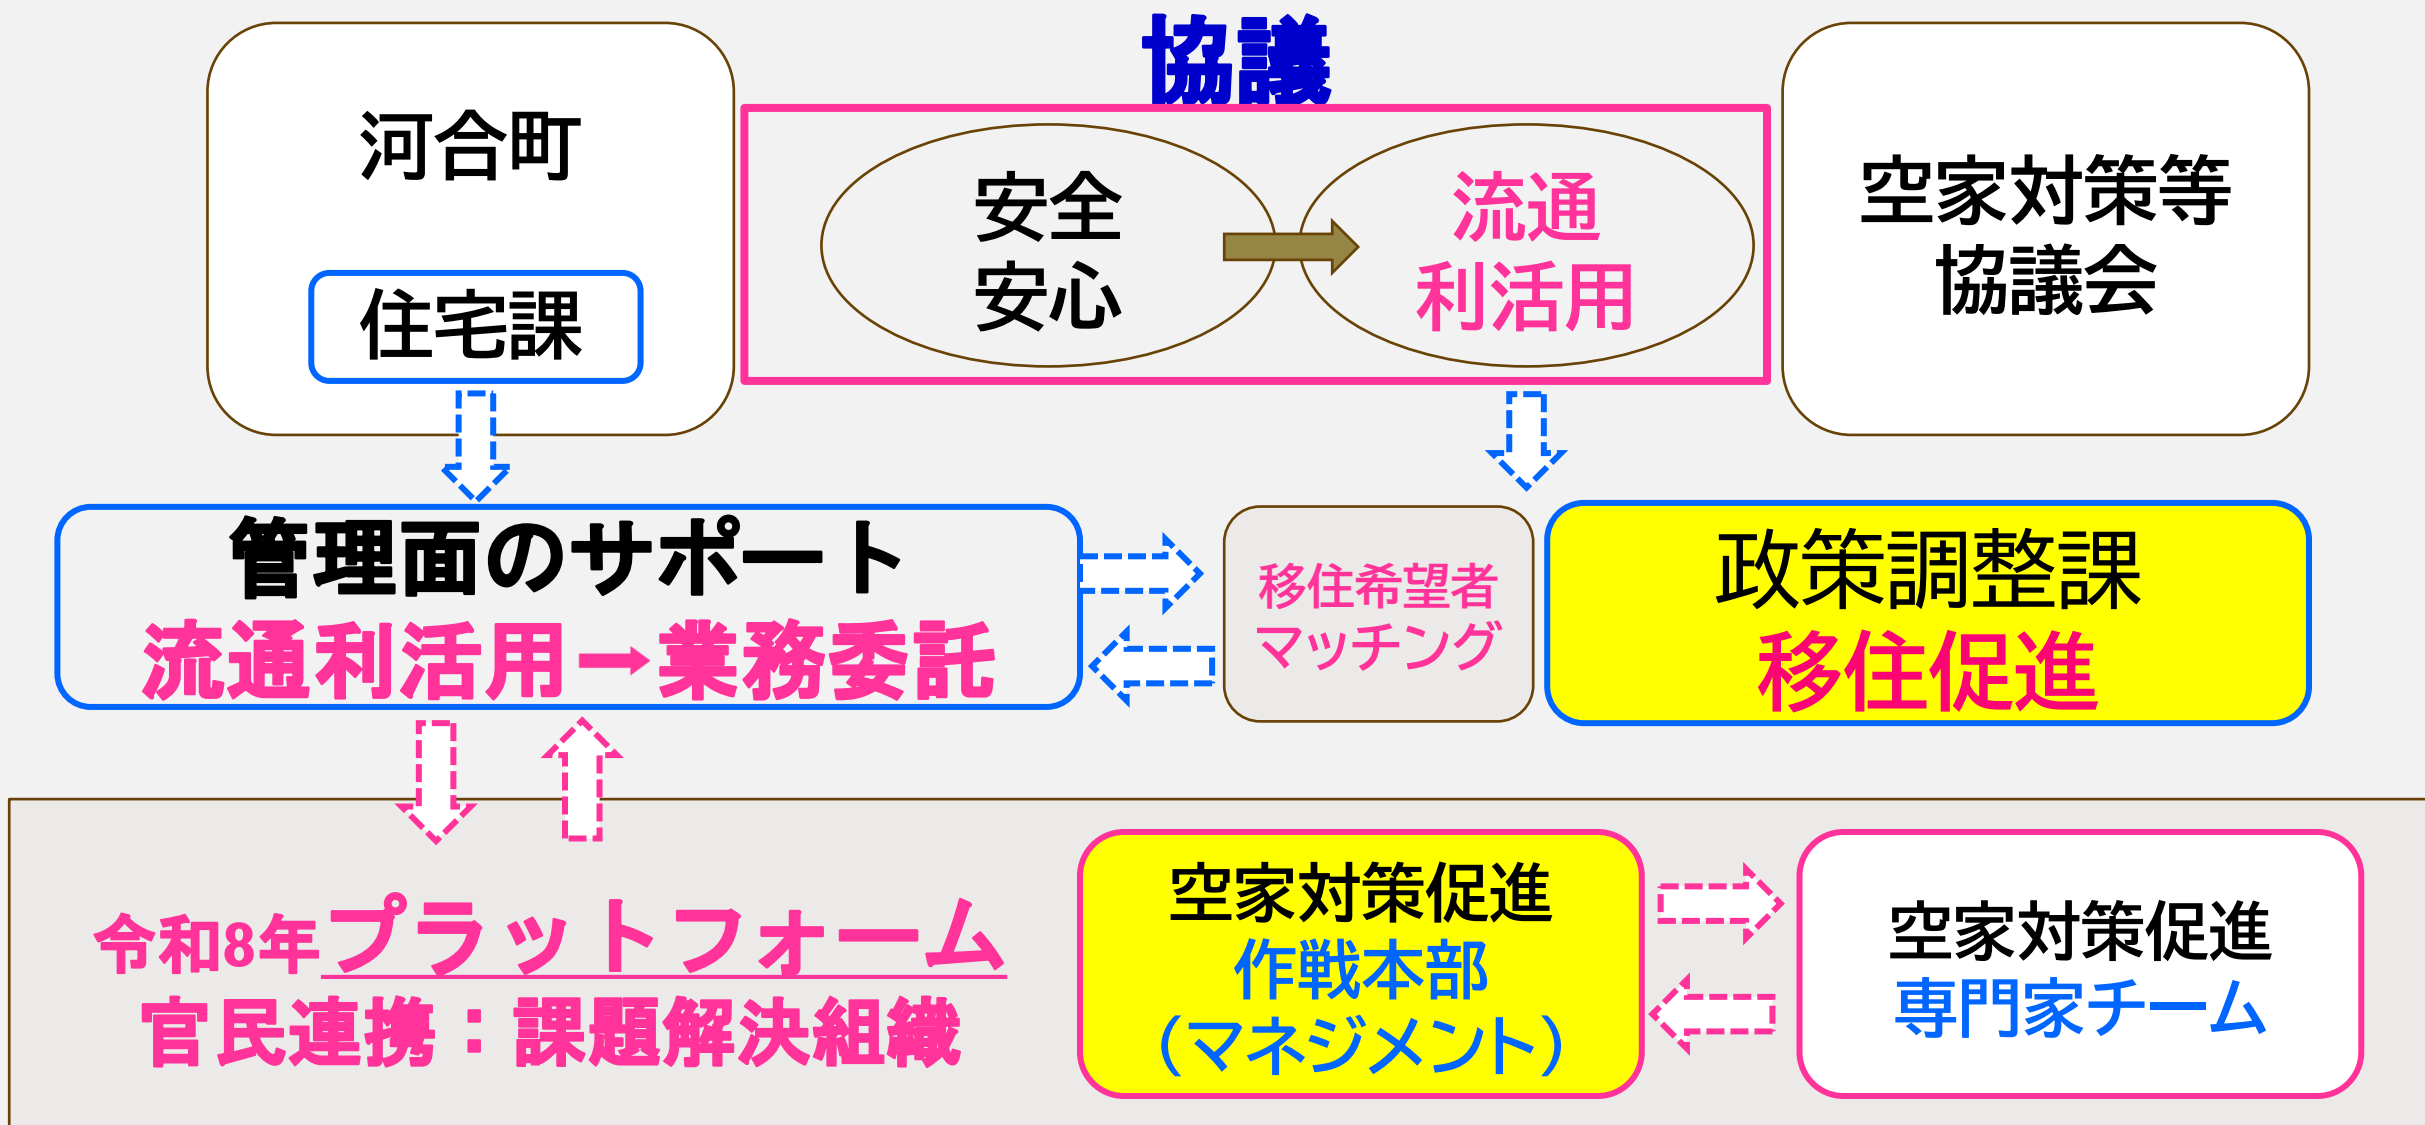 協議
河合町
住宅課
安全
安心
流通
利活用
空家対策等
協議会
管理面のサポート
流通利活用→業務委託
移住希望者
マッチング
政策調整課
移住促進
令和8年プラットフォーム
官民連携：課題解決組織
空家対策促進
作戦本部
（マネジメント）
空家対策促進
専門家チーム